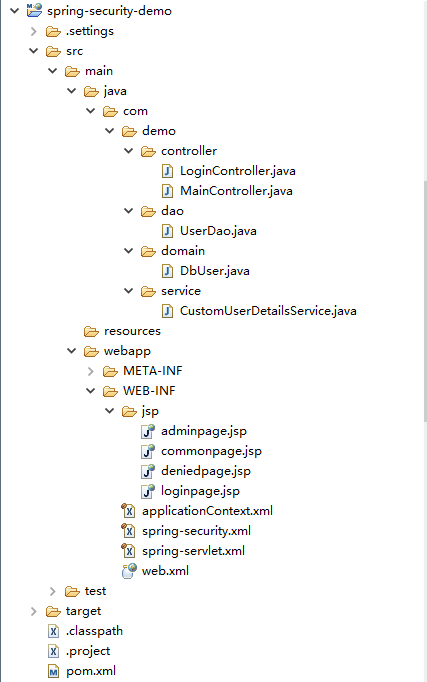 spring-security-demo
.settings
src
main
java
com
demo
controller
LoginController.java
MainController.java
dao
UserDao.java
domain
DbUser.java
service
CustomUserDetailsService.java
resources
webapp
META-INF
WEB-INF
jsp
adminpage.jsp
commonpage.jsp
deniedpage.jsp
loginpage.jsp
applicationContext.xml
spring-security.xml
spring-servlet.xml
web.xml
test
target
.classpath
.project
pom.xml